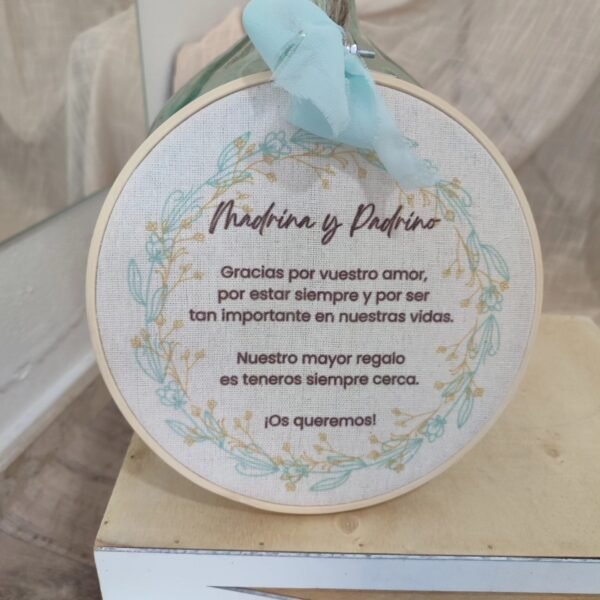 Madrina y Padrino
Gracias por vuestro amor,
por estar siempre y por ser
tan importante en nuestras vidas.
Nuestro mayor regalo
es teneros siempre cerca.
¡Os queremos!